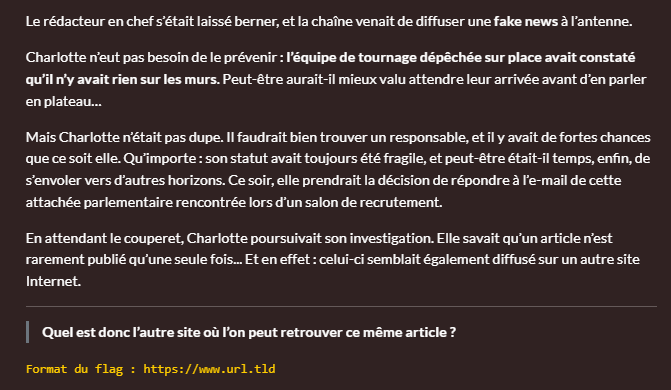 Le rédacteur en chef s'était laissé berner, et la chaîne venait de diffuser une fake news à l'antenne.
Charlotte n'eut pas besoin de le prévenir : l'équipe de tournage dépêchée sur place avait constaté
qu'il n'y avait rien sur les murs. Peut-être aurait-il mieux valu attendre leur arrivée avant d'en parler
en plateau...
Mais Charlotte n'était pas dupe. Il faudrait bien trouver un responsable, et il y avait de fortes chances
que ce soit elle. Qu'importe : son statut avait toujours été fragile, et peut-être était-il temps, enfin, de
s'envoler vers d'autres horizons. Ce soir, elle prendrait la décision de répondre à l'e-mail de cette
attachée parlementaire rencontrée lors d'un salon de recrutement.
En attendant le couperet, Charlotte poursuivait son investigation. Elle savait qu'un article n'est
rarement publié qu'une seule fois... Et en effet : celui-ci semblait également diffusé sur un autre site
Internet.
Quel est donc l'autre site où l'on peut retrouver ce même article ?
Format du flag : https://www.url.tld